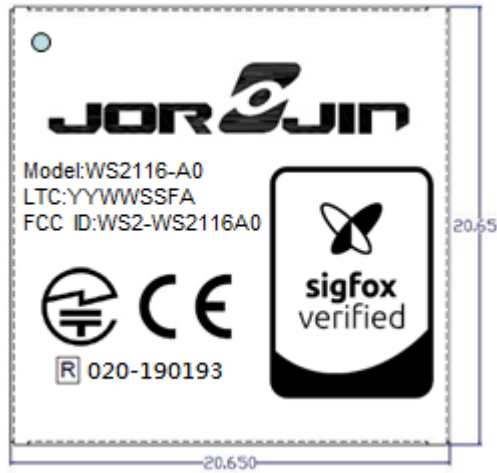 JORJIN
Model:WS2116-A0
LTC:YYWWSSFA
FCC ID:WS2-WS2116A0
sigfox
verified
CE
R 020-190193
20.65
20.650